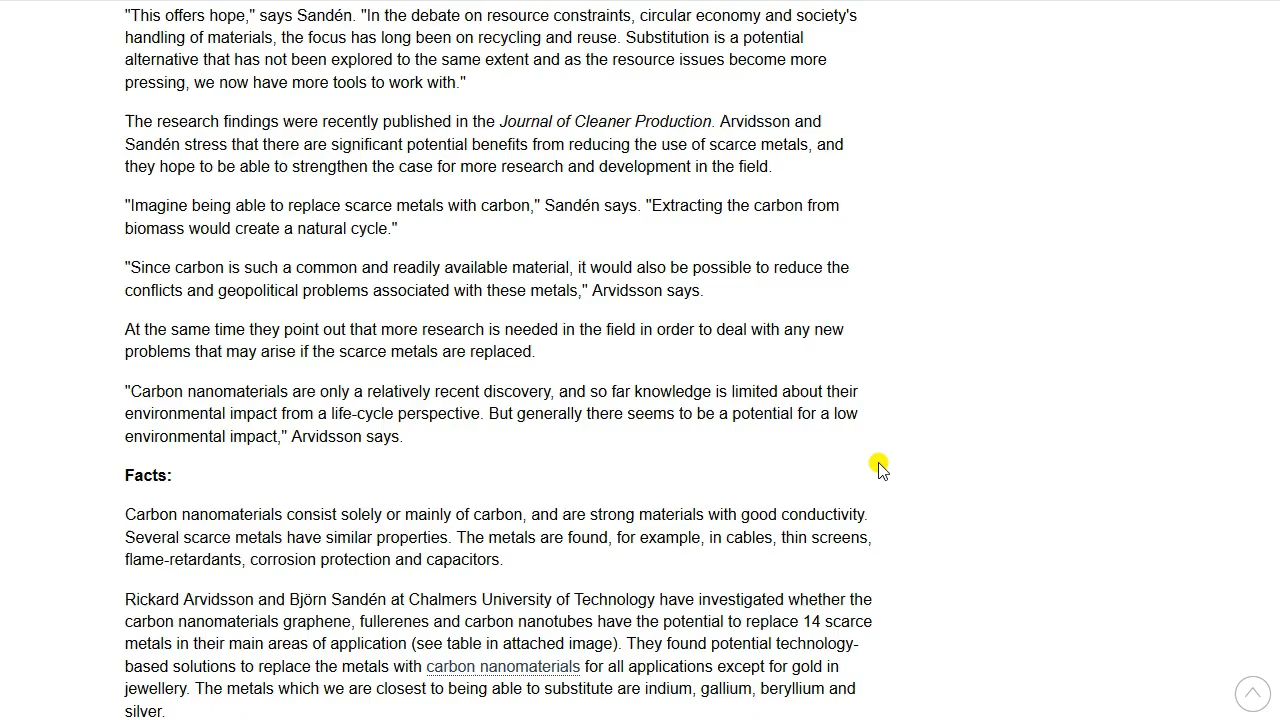 "This offers hope," says Sandén. "In the debate on resource constraints, circular economy and society's
handling of materials, the focus has long been on recycling and reuse. Substitution is a potential
alternative that has not been explored to the same extent and as the resource issues become more
pressing, we now have more tools to work with."
The research findings were recently published in the Journal of Cleaner Production. Arvidsson and
Sandén stress that there are significant potential benefits from reducing the use of scarce metals, and
they hope to be able to strengthen the case for more research and development in the field.
"Imagine being able to replace scarce metals with carbon," Sandén says. "Extracting the carbon from
biomass would create a natural cycle."
"Since carbon is such a common and readily available material, it would also be possible to reduce the
conflicts and geopolitical problems associated with these metals," Arvidsson says.
At the same time they point out that more research is needed in the field in order to deal with any new
problems that may arise if the scarce metals are replaced.
"Carbon nanomaterials are only a relatively recent discovery, and so far knowledge is limited about their
environmental impact from a life-cycle perspective. But generally there seems to be a potential for a low
environmental impact," Arvidsson says.
Facts:
Carbon nanomaterials consist solely or mainly of carbon, and are strong materials with good conductivity.
Several scarce metals have similar properties. The metals are found, for example, in cables, thin screens,
flame-retardants, corrosion protection and capacitors.
Rickard Arvidsson and Björn Sandén at Chalmers University of Technology have investigated whether the
carbon nanomaterials graphene, fullerenes and carbon nanotubes have the potential to replace 14 scarce
metals in their main areas of application (see table in attached image). They found potential technology-
based solutions to replace the metals with carbon nanomaterials for all applications except for gold in
jewellery. The metals which we are closest to being able to substitute are indium, gallium, beryllium and
silver.